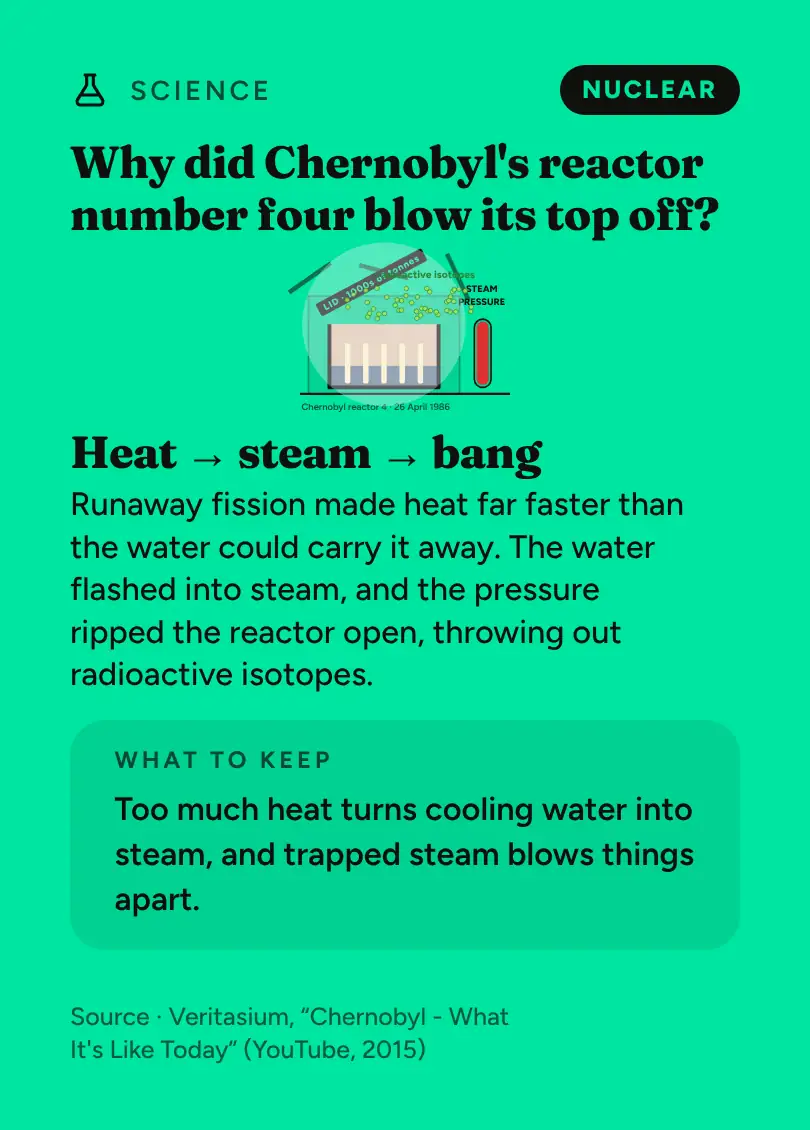 SCIENCE
NUCLEAR
Why did Chernobyl's reactor
number four blow its top off?
LID · 1000s of tonnes
isotopes
STEAM
PRESSURE
Chernobyl reactor 4 · 26 April 1986
Heat → steam → bang
Runaway fission made heat far faster than
the water could carry it away. The water
flashed into steam, and the pressure
ripped the reactor open, throwing out
radioactive isotopes.
WHAT TO KEEP
Too much heat turns cooling water into
steam, and trapped steam blows things
apart.
Source · Veritasium, “Chernobyl - What
It's Like Today” (YouTube, 2015)